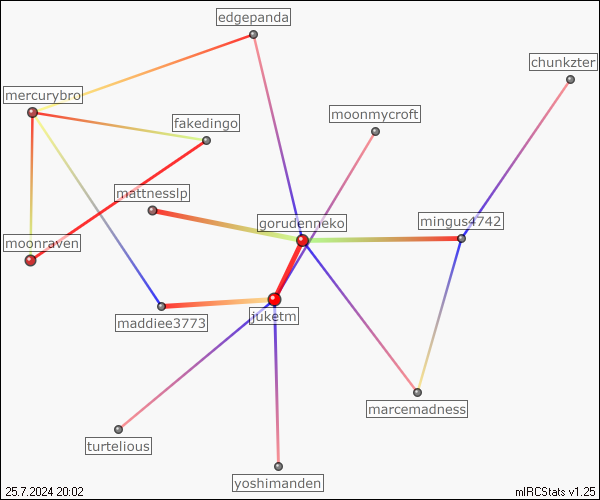 edgepanda
chunkzter
mercurybro
moonmycroft
fakedingo
mattnesslp
gorudenneko
mingus4742
moonraven
maddiee3773
juketm
marcemadness
turtelious
yoshimanden
25.7.2024 20:02
mIRCStats v1.25